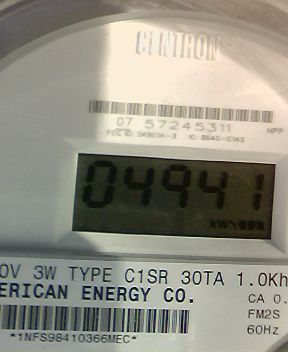 CENTRON®
07 57245311
04941
kWh
0V 3W TYPE C1SR 30TA 1.0Kh
ERICAN ENERGY CO.
CA 0.
FM2S
60Hz
*1NFS98410366MEC*